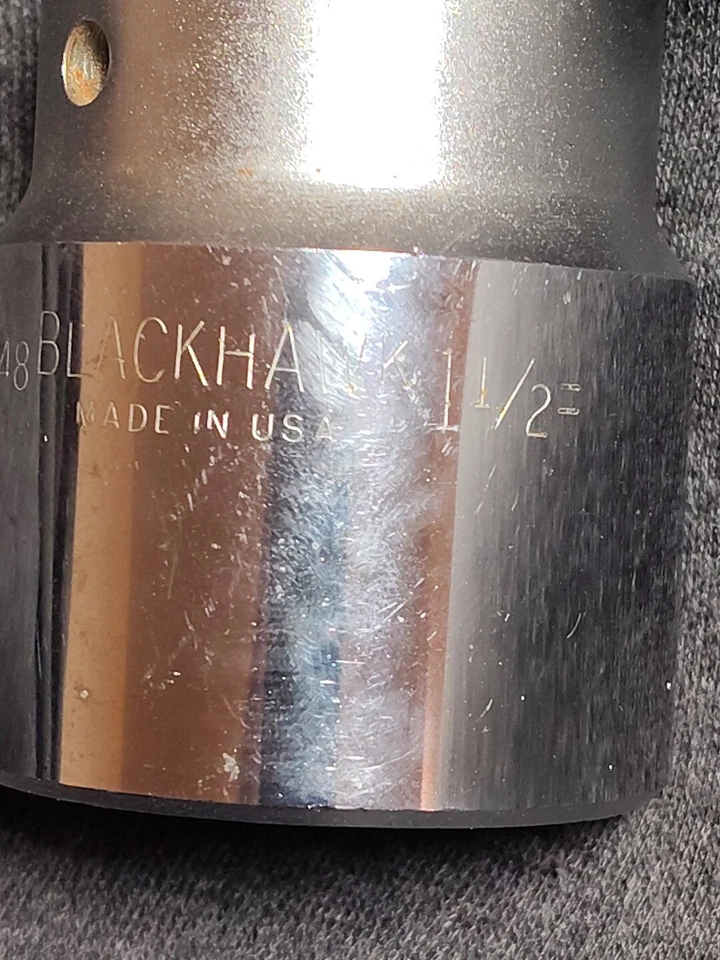 48 BLACKHAWK 1 1/2 =
MADE IN USA